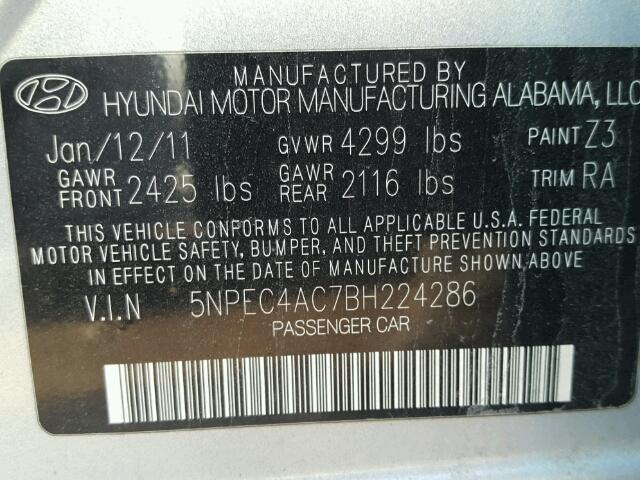 MANUFACTURED BY
HYUNDAI MOTOR MANUFACTURING ALABAMA, LLC
Jan/12/11 GVWR 4299 lbs PAINT Z3
GAWR FRONT 2425 lbs GAWR REAR 2116 lbs TRIM RA
THIS VEHICLE CONFORMS TO ALL APPLICABLE U.S.A. FEDERAL
MOTOR VEHICLE SAFETY, BUMPER, AND THEFT PREVENTION STANDARDS
IN EFFECT ON THE DATE OF MANUFACTURE SHOWN ABOVE
V.I.N 5NPEC4AC7BH224286
PASSENGER CAR